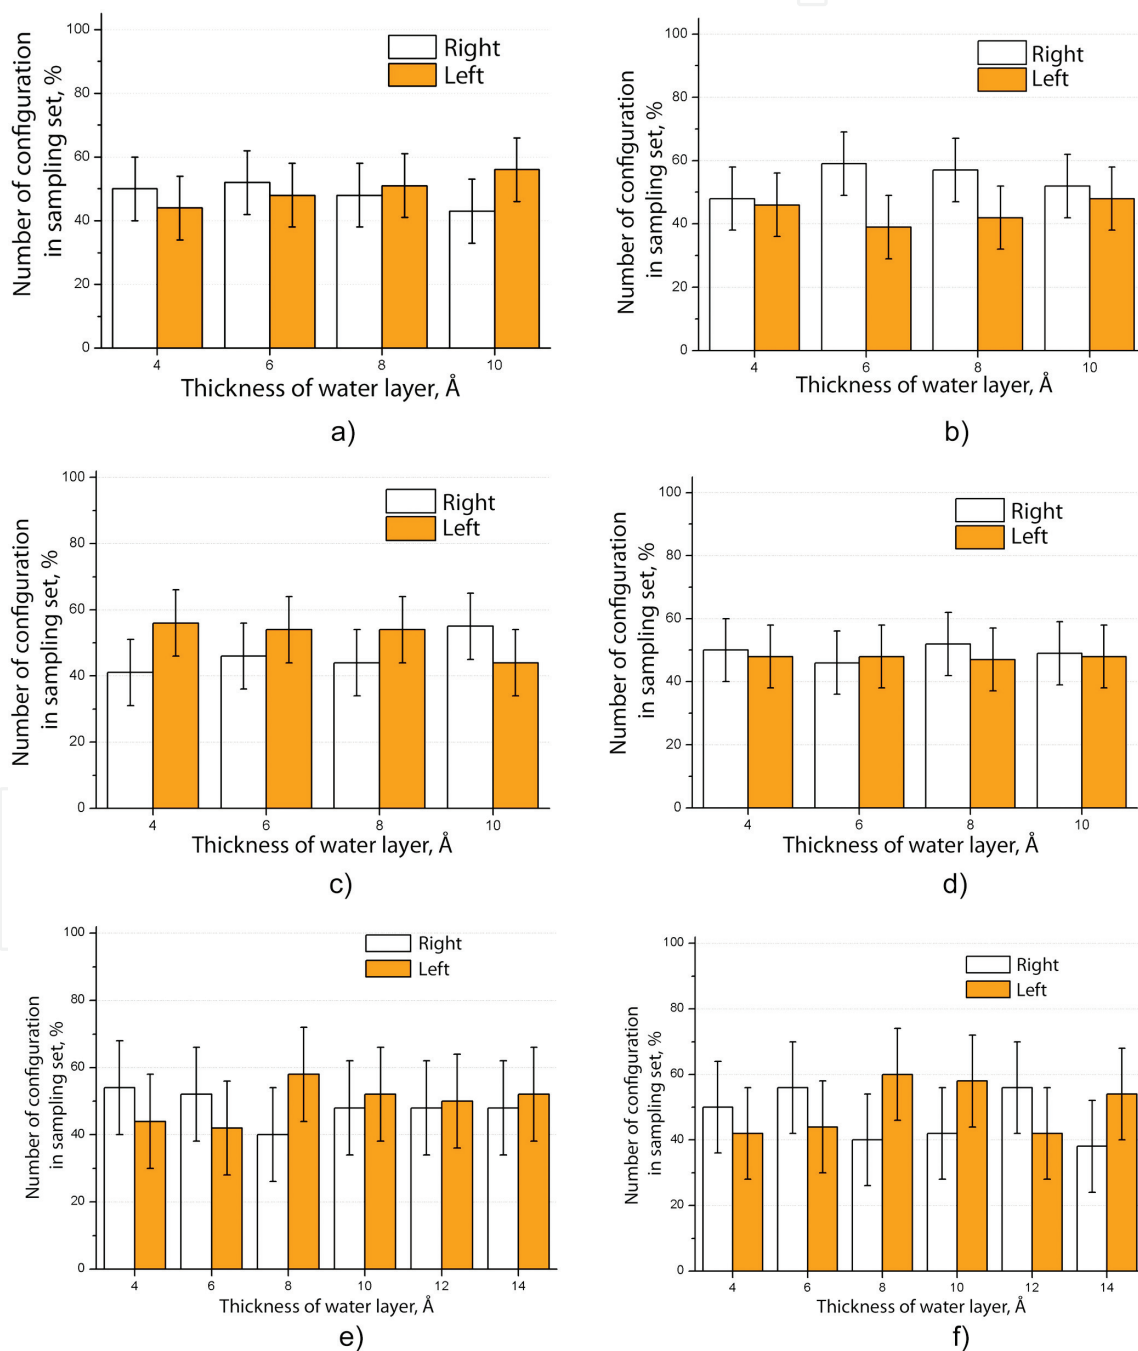 100
80
60
40
20
0
Number of configuration
in sampling set, %
Right
Left
4 6 8 10
Thickness of water layer, Å
a)
100
80
60
40
20
0
Number of configuration
in sampling set, %
Right
Left
4 6 8 10
Thickness of water layer, Å
b)
100
80
60
40
20
0
Number of configuration
in sampling set, %
Right
Left
4 6 8 10
Thickness of water layer, Å
c)
100
80
60
40
20
0
Number of configuration
in sampling set, %
Right
Left
4 6 8 10
Thickness of water layer, Å
d)
100
80
60
40
20
0
Number of configuration
in sampling set, %
Right
Left
4 6 8 10 12 14
Thickness of water layer, Å
e)
100
80
60
40
20
0
Number of configuration
in sampling set, %
Right
Left
4 6 8 10 12 14
Thickness of water layer, Å
f)